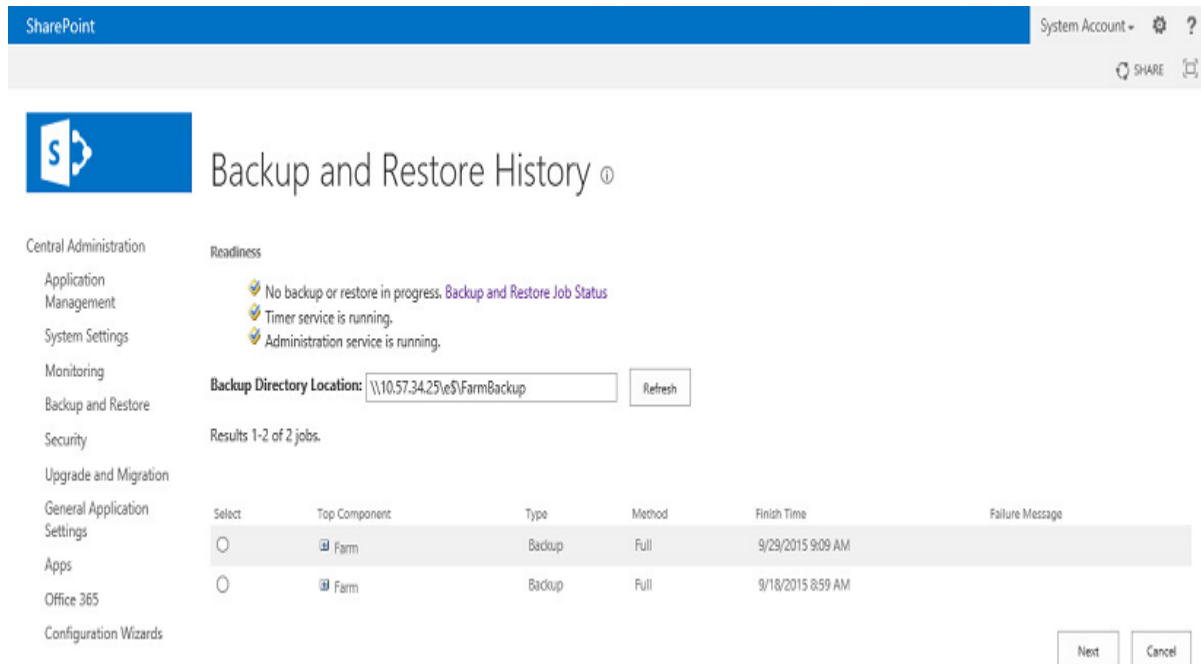 SharePoint
System Account
?
SHARE
S
Backup and Restore History
Central Administration
Application
Management
System Settings
Monitoring
Backup and Restore
Security
Upgrade and Migration
General Application
Settings
Apps
Office 365
Configuration Wizards
Readiness
No backup or restore in progress. Backup and Restore Job Status
Timer service is running.
Administration service is running.
Backup Directory Location: \\10.57.34.25\e$\FarmBackup Refresh
Results 1-2 of 2 jobs.
Select Top Component Type Method Finish Time Failure Message
Farm Backup Full 9/29/2015 9:09 AM
Farm Backup Full 9/18/2015 8:59 AM
Next Cancel